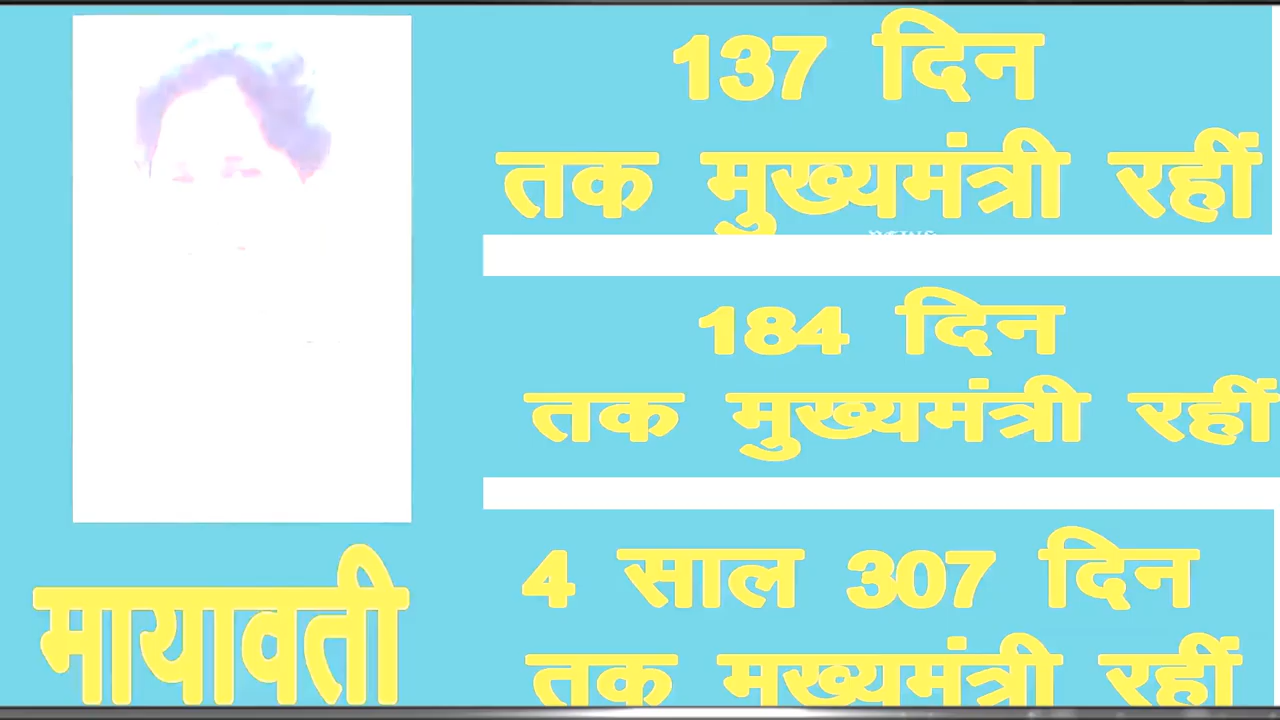 137 दिन
तक मुख्यमंत्री रहीं
184 दिन
तक मुख्यमंत्री रहीं
4 साल 307 दिन
तक मुख्यमंत्री रहीं
मायावती